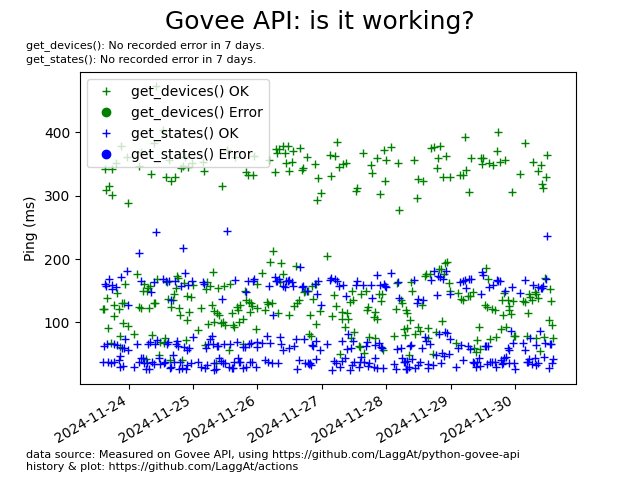 Govee API: is it working?
get_devices(): No recorded error in 7 days.
get_states(): No recorded error in 7 days.
get_devices() OK
get_devices() Error
get_states() OK
get_states() Error
Ping (ms)
400
300
200
100
2024-11-24
2024-11-25
2024-11-26
2024-11-27
2024-11-28
2024-11-29
2024-11-30
data source: Measured on Govee API, using https://github.com/LaggAt/python-govee-api
history & plot: https://github.com/LaggAt/actions